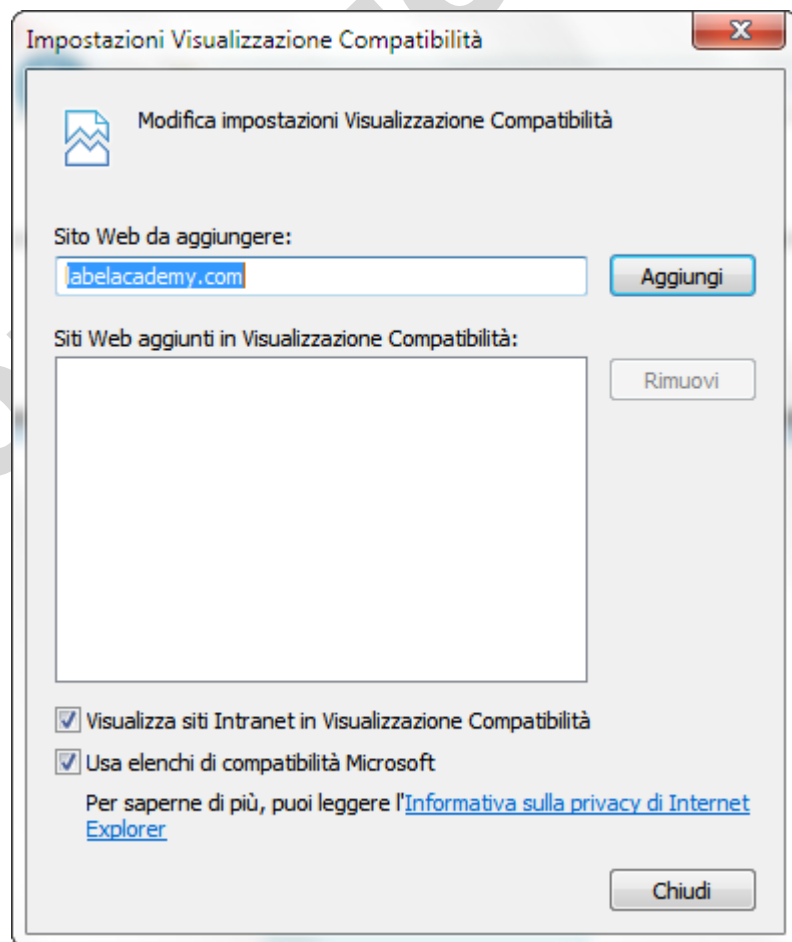 Impostazioni Visualizzazione Compatibilità
X
Modifica impostazioni Visualizzazione Compatibilità
Sito Web da aggiungere:
labelacademy.com
Aggiungi
Siti Web aggiunti in Visualizzazione Compatibilità:
Rimuovi
Visualizza siti Intranet in Visualizzazione Compatibilità
Usa elenchi di compatibilità Microsoft
Per saperne di più, puoi leggere l'Informativa sulla privacy di Internet
Explorer
Chiudi